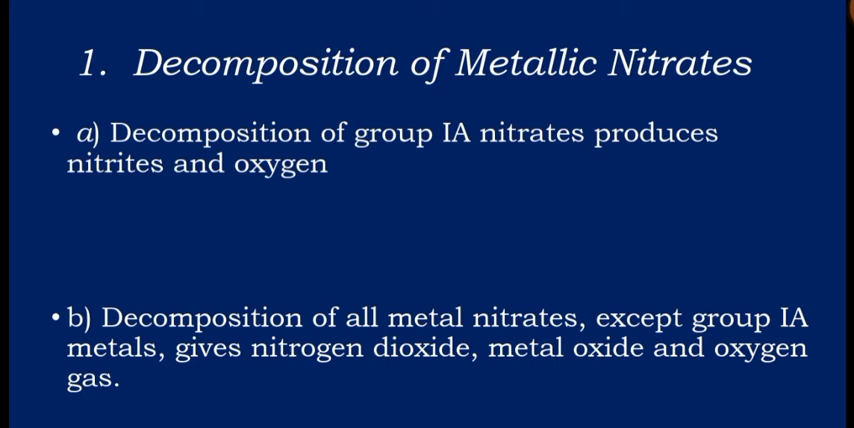 1. Decomposition of Metallic Nitrates
• a) Decomposition of group IA nitrates produces
nitrites and oxygen
• b) Decomposition of all metal nitrates, except group IA
metals, gives nitrogen dioxide, metal oxide and oxygen
gas.